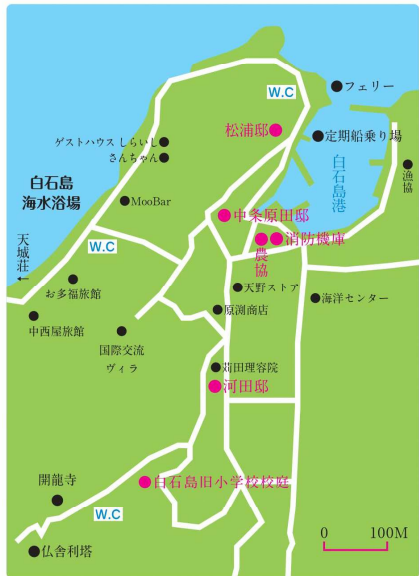 フェリー
W.C
松浦邸
定期船乗り場
ゲストハウス しらいし
さんちゃん
白石島港
漁協
白石島
海水浴場
MooBar
中条原田邸
消防機庫
農協
W.C
天城荘
←
お多福旅館
天野ストア
海洋センター
原渕商店
中西屋旅館
国際交流
ヴィラ
苅田理容院
河田邸
白石島旧小学校校庭
開龍寺
W.C
仏舎利塔
0 100M